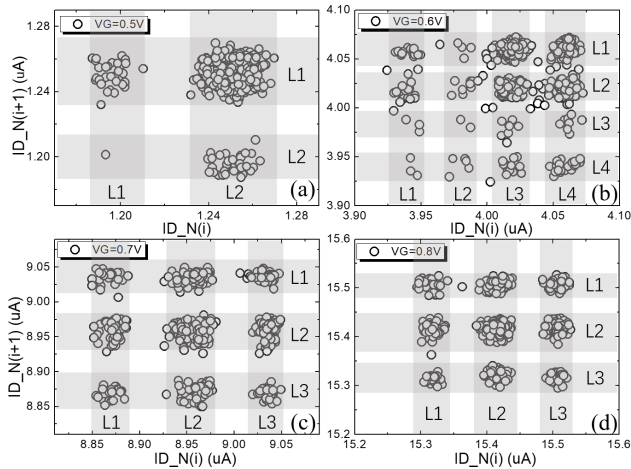 VG=0.5V
1.28
1.24
1.20
ID_N(i+1) (uA)
L1
L2
L1
L2
(a)
1.20
1.24
1.28
ID_N(i)
VG=0.6V
4.10
4.05
4.00
3.95
3.90
L1
L2
L3
L4
L1
L2
L3
L4
(b)
3.90
3.95
4.00
4.05
4.10
ID_N(i) (uA)
VG=0.7V
9.05
9.00
8.95
8.90
8.85
ID_N(i+1) (uA)
L1
L2
L3
L1
L2
L3
(c)
8.85
8.90
8.95
9.00
9.05
ID_N(i) (uA)
VG=0.8V
15.6
15.5
15.4
15.3
15.2
L1
L2
L3
L1
L2
L3
(d)
15.2
15.3
15.4
15.5
15.6
ID_N(i) (uA)